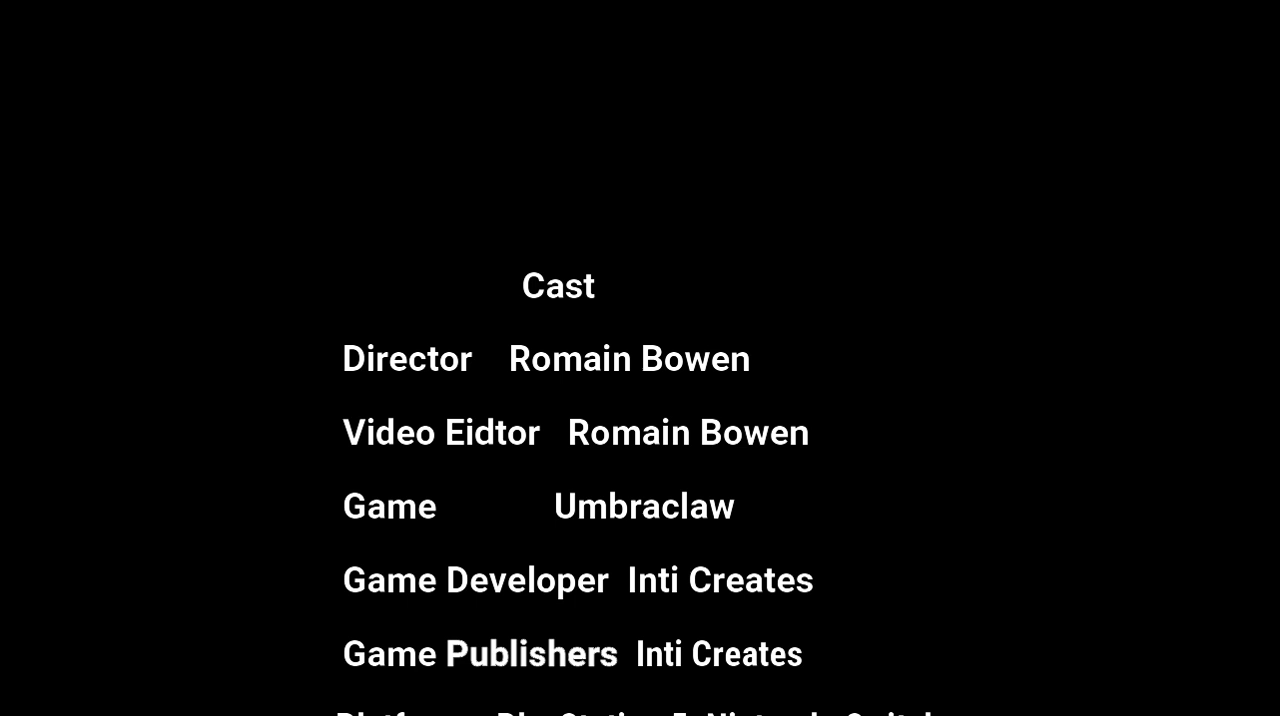 Cast
Director Romain Bowen
Video Eidtor Romain Bowen
Game Umbraclaw
Game Developer Inti Creates
Game Publishers Inti Creates